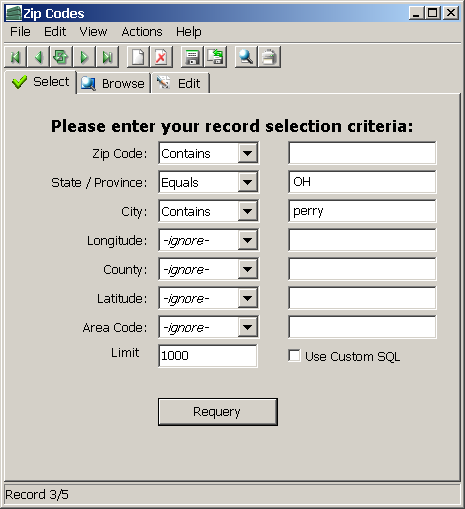 Zip Codes
File Edit View Actions Help
Select Browse Edit
Please enter your record selection criteria:
Zip Code: Contains
State / Province: Equals OH
City: Contains perry
Longitude: -ignore-
County: -ignore-
Latitude: -ignore-
Area Code: -ignore-
Limit 1000 Use Custom SQL
Requery
Record 3/5